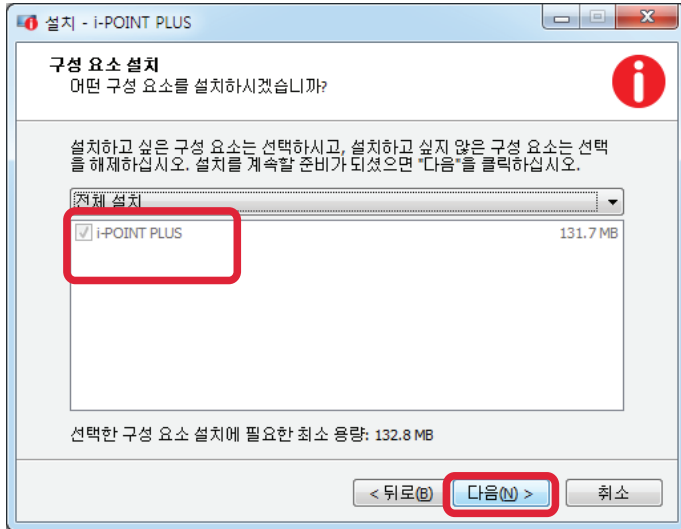 설치 - i-POINT PLUS
구성 요소 설치
어떤 구성 요소를 설치하시겠습니까?
설치하고 싶은 구성 요소는 선택하시고, 설치하고 싶지 않은 구성 요소는 선택
을 해제하십시오. 설치를 계속할 준비가 되셨으면 "다음"을 클릭하십시오.
전체 설치
i-POINT PLUS 131.7 MB
선택한 구성 요소 설치에 필요한 최소 용량: 132.8 MB
< 뒤로(B) 다음(N) > 취소